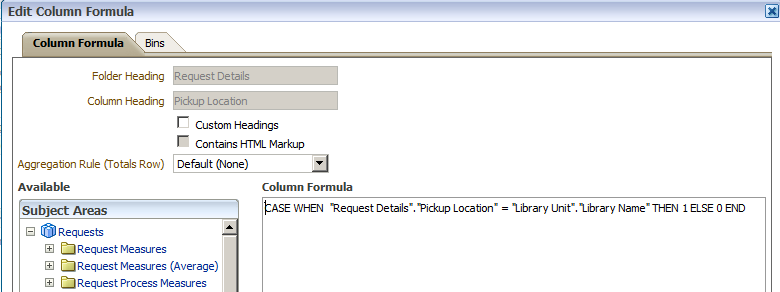 Edit Column Formula
Column Formula Bins
Folder Heading Request Details
Column Heading Pickup Location
Custom Headings
Contains HTML Markup
Aggregation Rule (Totals Row) Default (None)
Available Column Formula
Subject Areas
CASE WHEN "Request Details"."Pickup Location" = "Library Unit"."Library Name" THEN 1 ELSE 0 END
Requests
Request Measures
Request Measures (Average)
Request Process Measures